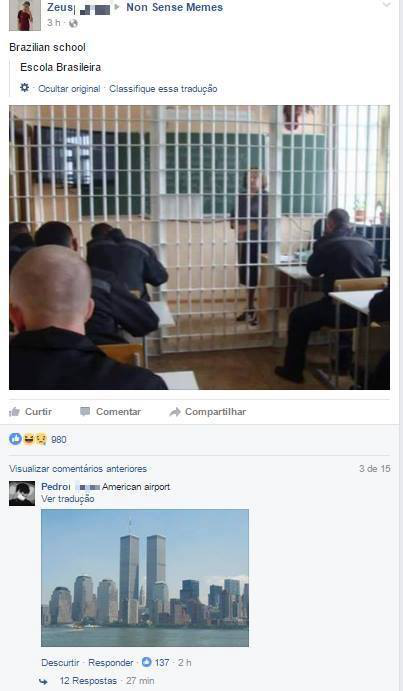 Zeus Non Sense Memes
3 h ·
Brazilian school
Escola Brasileira
Ocultar original · Classifique essa tradução
Curtir Comentar Compartilhar
980
Visualizar comentários anteriores 3 de 15
American airport
Ver tradução
Descurtir · Responder · 137 · 2 h
12 Respostas · 27 min